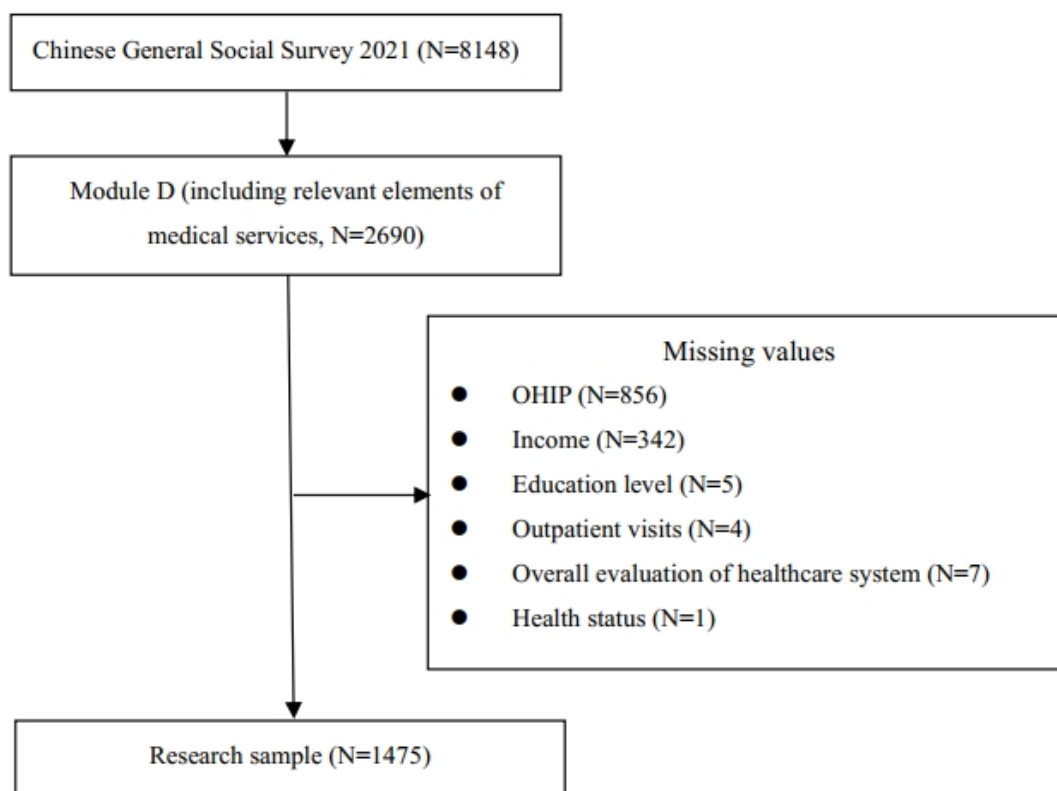 Chinese General Social Survey 2021 (N=8148)
Module D (including relevant elements of
medical services, N=2690)
Missing values
● OHIP (N=856)
● Income (N=342)
● Education level (N=5)
● Outpatient visits (N=4)
● Overall evaluation of healthcare system (N=7)
● Health status (N=1)
Research sample (N=1475)